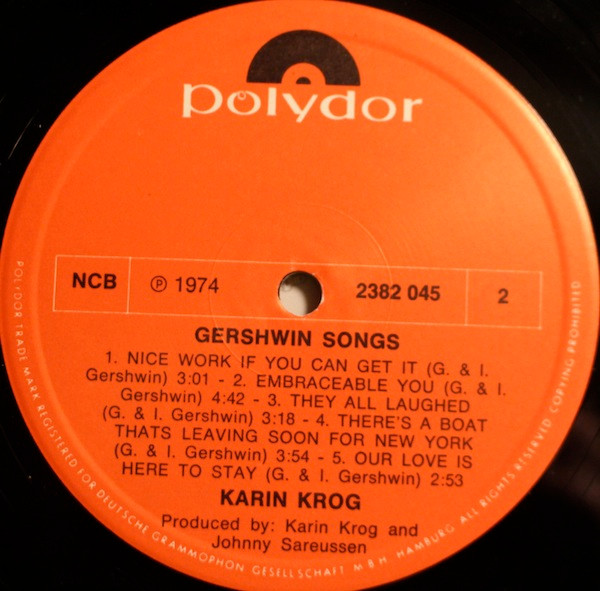 polydor
NCB ℗ 1974 2382 045 2
GERSHWIN SONGS
1. NICE WORK IF YOU CAN GET IT (G. & I.
Gershwin) 3:01 - 2. EMBRACEABLE YOU (G. & I.
Gershwin) 4:42 - 3. THEY ALL LAUGHED
(G. & I. Gershwin) 3:18 - 4. THERE'S A BOAT
THATS LEAVING SOON FOR NEW YORK
(G. & I. Gershwin) 3:54 - 5. OUR LOVE IS
HERE TO STAY (G. & I. Gershwin) 2:53
KARIN KROG
Produced by: Karin Krog and
Johnny Sareussen
POLYDOR TRADE MARK REGISTERED FOR DEUTSCHE GRAMMOPHON GESELLSCHAFT M B H. HAMBURG. ALL RIGHTS RESERVED. COPYING PROHIBITED